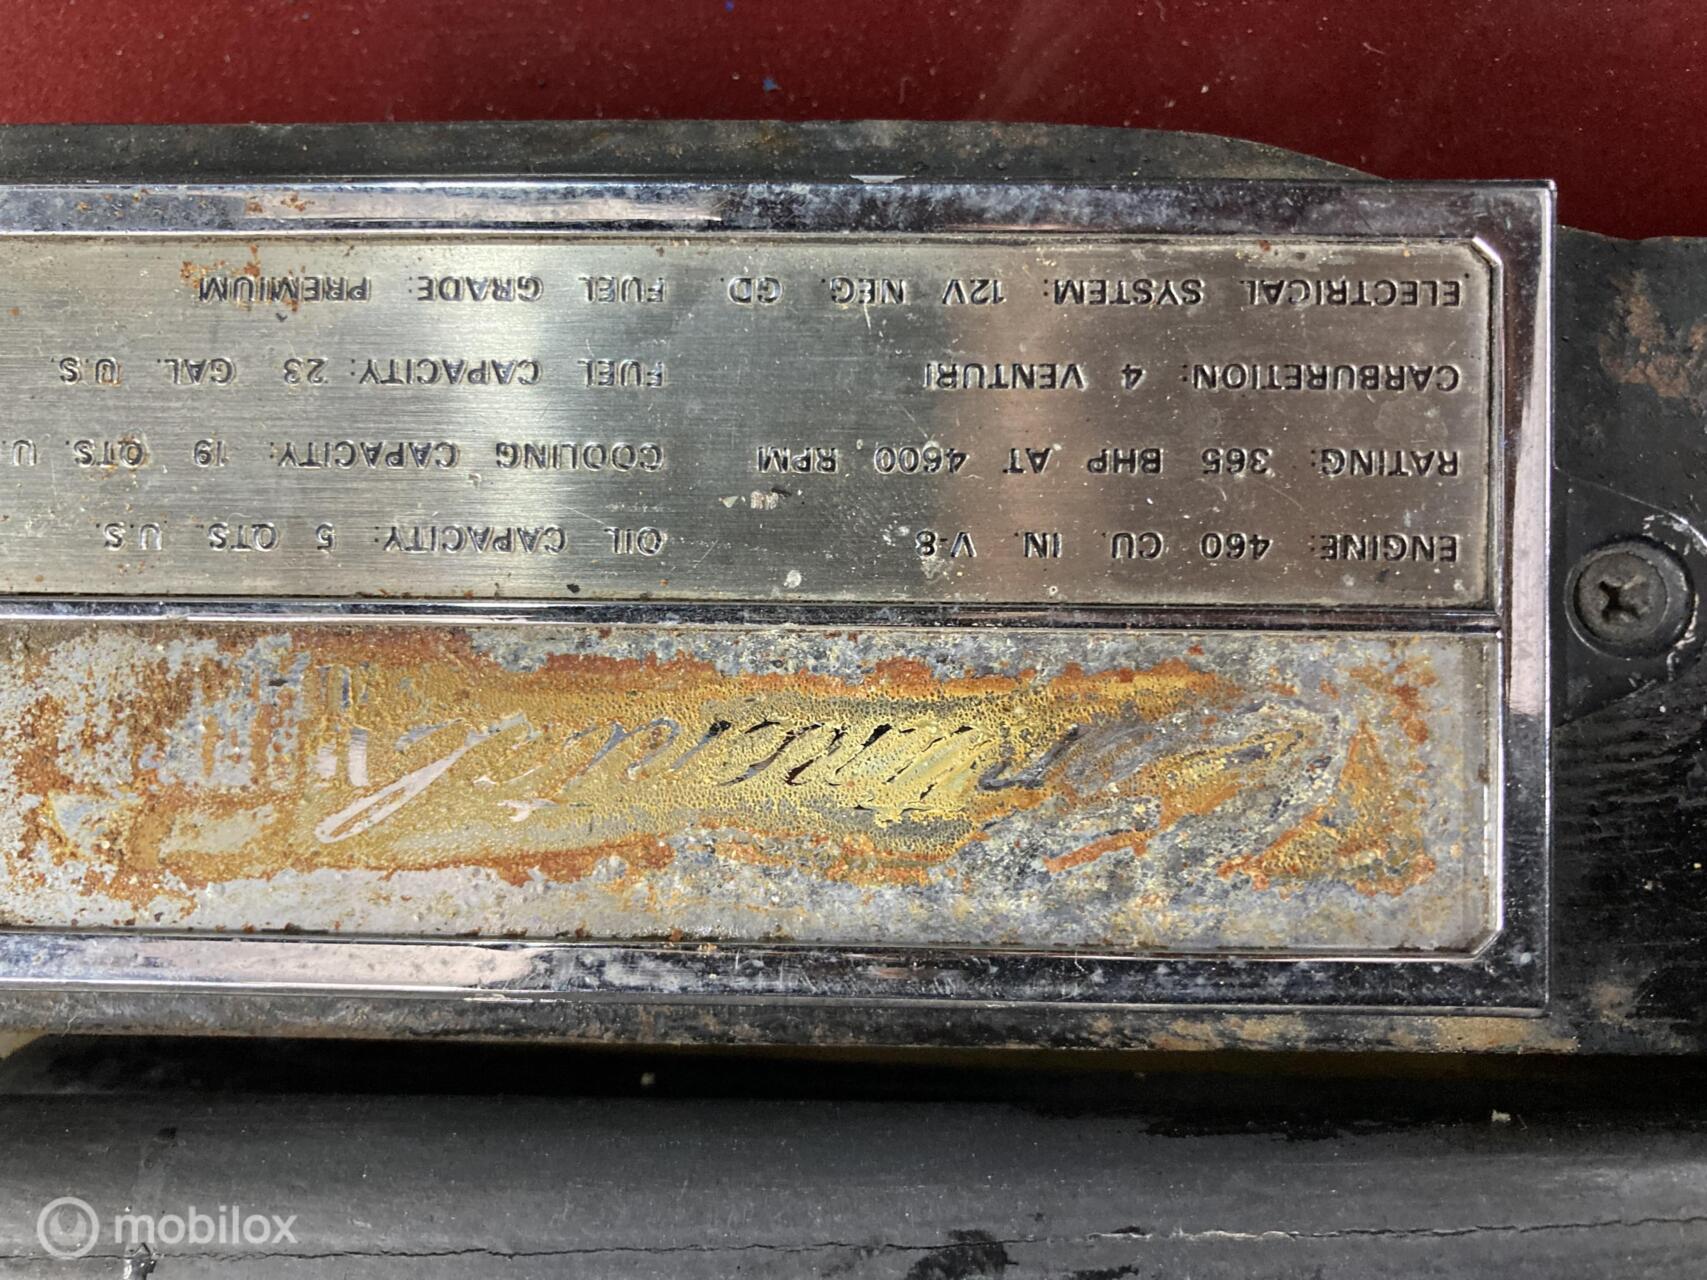 Continental
ENGINE: 460 CU. IN. V-8 OIL CAPACITY: 5 QTS. U.S.
RATING: 365 BHP AT 4600 RPM COOLING CAPACITY: 19 QTS. U.
CARBURETION: 4 VENTURI FUEL CAPACITY: 23 GAL. U.S.
ELECTRICAL SYSTEM: 12V NEG. GD. FUEL GRADE: PREMIUM
mobilox